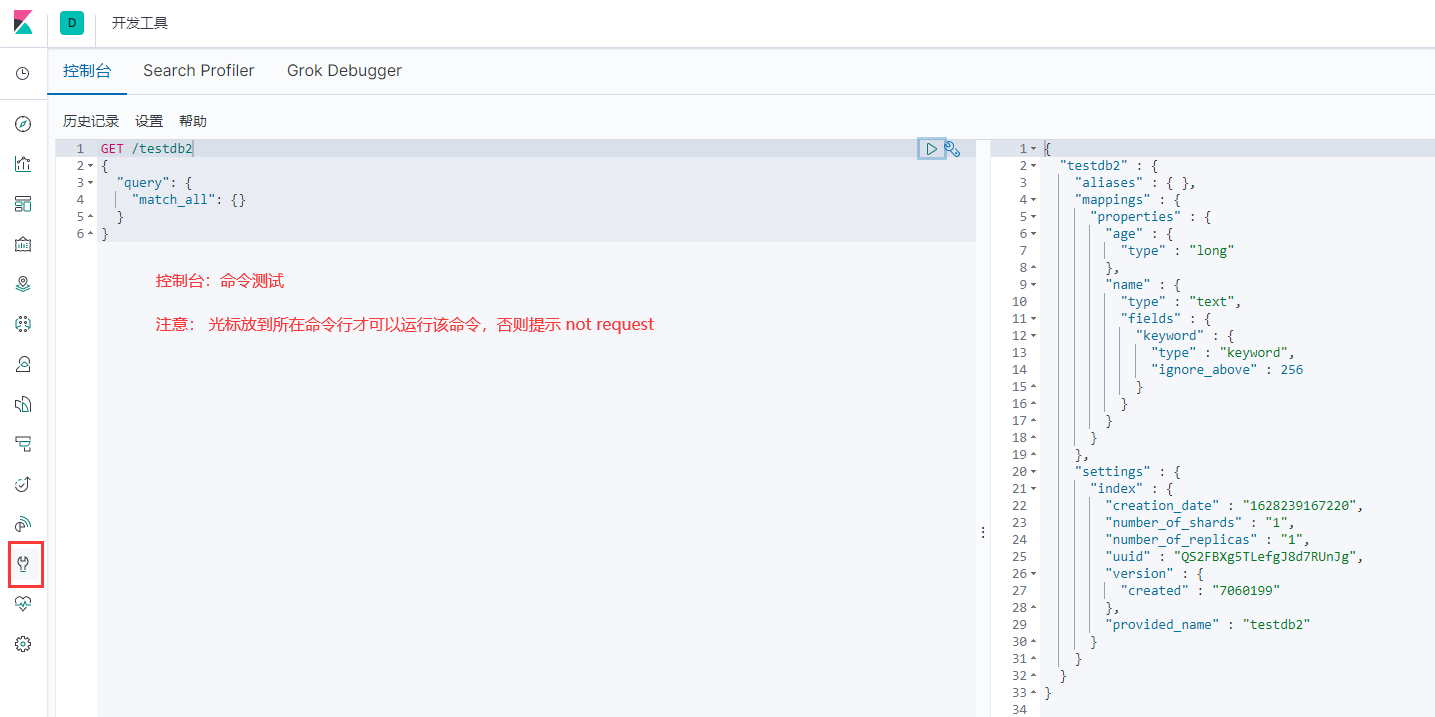 D 开发工具
控制台 Search Profiler Grok Debugger
历史记录 设置 帮助
1 GET /testdb2
2 {
3 "query": {
4 "match_all": {}
5 }
6 }
控制台：命令测试
注意： 光标放到所在命令行才可以运行该命令，否则提示 not request
1 {
2 "testdb2" : {
3 "aliases" : { },
4 "mappings" : {
5 "properties" : {
6 "age" : {
7 "type" : "long"
8 },
9 "name" : {
10 "type" : "text",
11 "fields" : {
12 "keyword" : {
13 "type" : "keyword",
14 "ignore_above" : 256
15 }
16 }
17 }
18 }
19 },
20 "settings" : {
21 "index" : {
22 "creation_date" : "1628239167220",
23 "number_of_shards" : "1",
24 "number_of_replicas" : "1",
25 "uuid" : "QS2FBXg5TLefgJ8d7RUnJg",
26 "version" : {
27 "created" : "7060199"
28 },
29 "provided_name" : "testdb2"
30 }
31 }
32 }
33 }
34